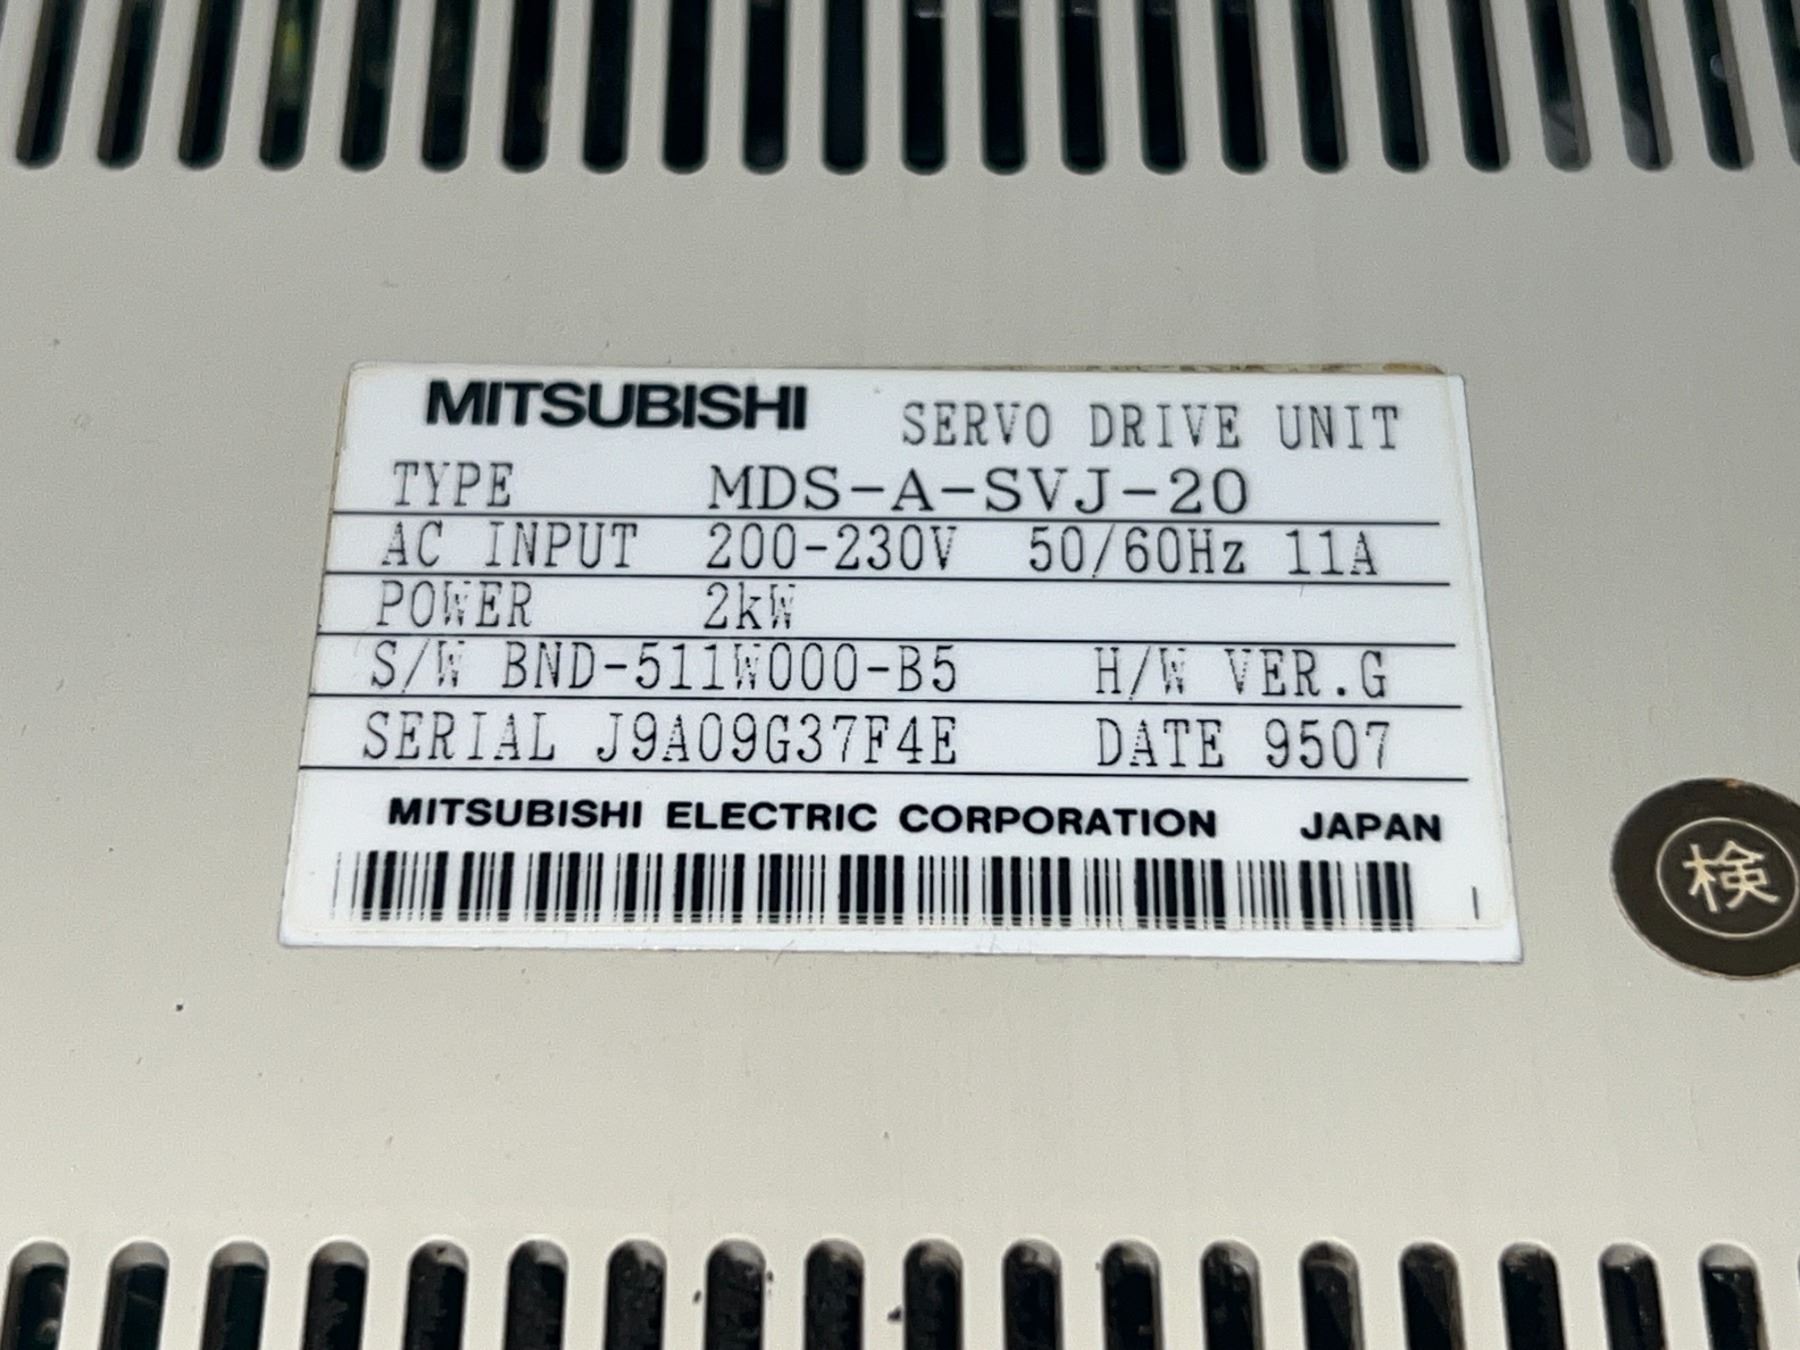 MITSUBISHI SERVO DRIVE UNIT
TYPE MDS-A-SVJ-20
AC INPUT 200-230V 50/60Hz 11A
POWER 2kW
S/W BND-511W000-B5 H/W VER.G
SERIAL J9A09G37F4E DATE 9507
MITSUBISHI ELECTRIC CORPORATION JAPAN
検